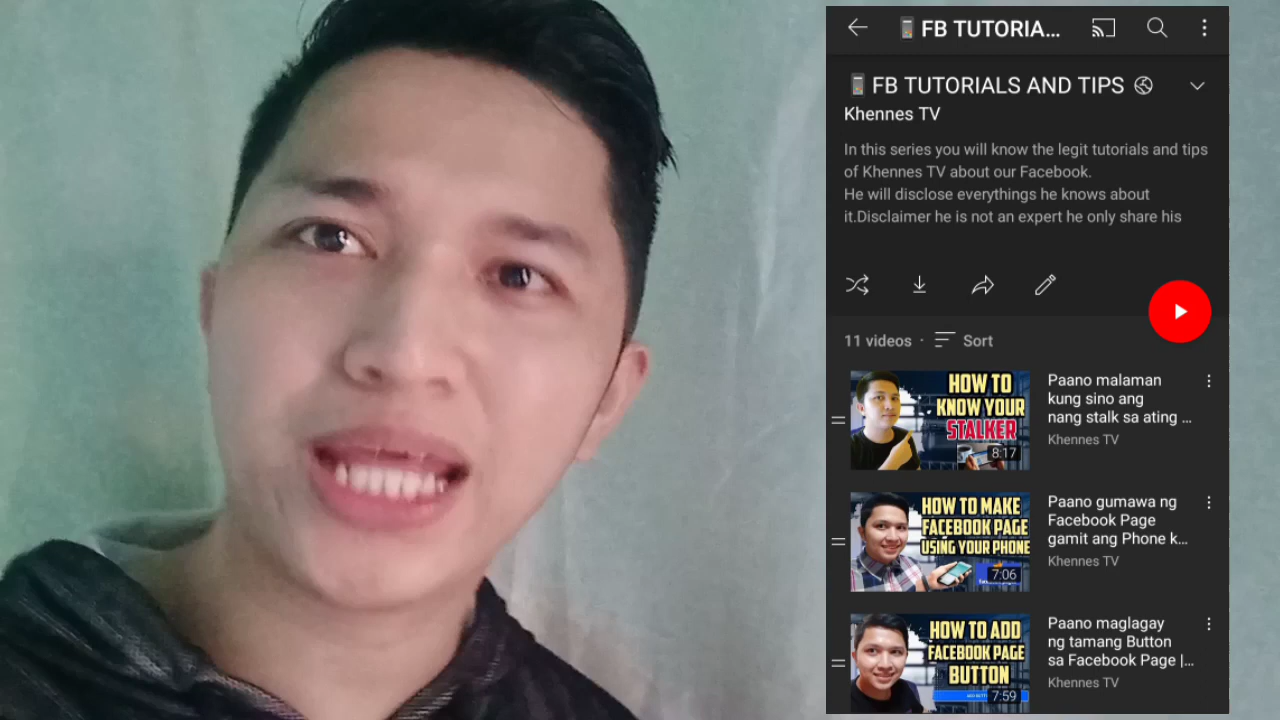 FB TUTORIA...
FB TUTORIALS AND TIPS
Khennes TV
In this series you will know the legit tutorials and tips
of Khennes TV about our Facebook.
He will disclose everythings he knows about
it.Disclaimer he is not an expert he only share his
11 videos · Sort
HOW TO
KNOW YOUR
STALKER
8:17
Paano malaman
kung sino ang
nang stalk sa ating ...
Khennes TV
HOW TO MAKE
FACEBOOK PAGE
USING YOUR PHONE
7:06
Paano gumawa ng
Facebook Page
gamit ang Phone k...
Khennes TV
HOW TO ADD
FACEBOOK PAGE
BUTTON
7:59
Paano maglagay
ng tamang Button
sa Facebook Page |...
Khennes TV